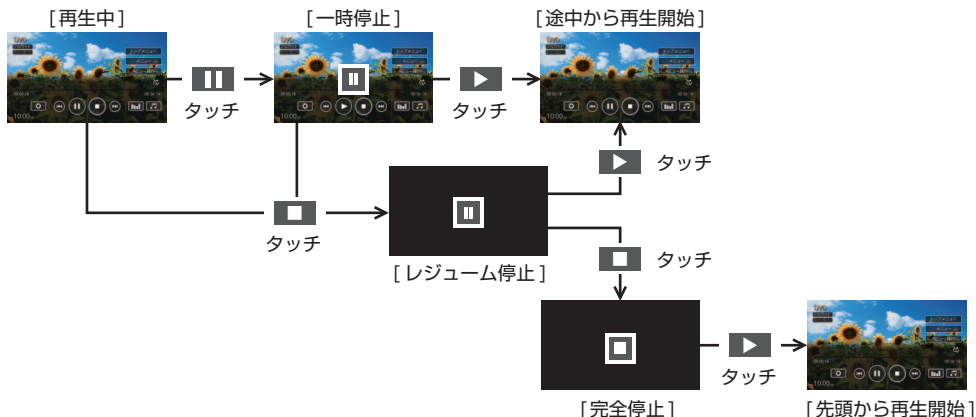 [再生中]
[一時停止]
[途中から再生開始]
タッチ
タッチ
タッチ
タッチ
[レジューム停止]
タッチ
タッチ
[完全停止]
[先頭から再生開始]